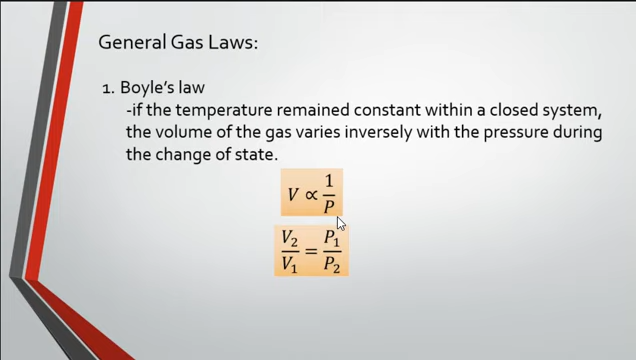 General Gas Laws:
1. Boyle's law
-if the temperature remained constant within a closed system,
the volume of the gas varies inversely with the pressure during
the change of state.
V ∝ 1/P
V₂/V₁ = P₁/P₂